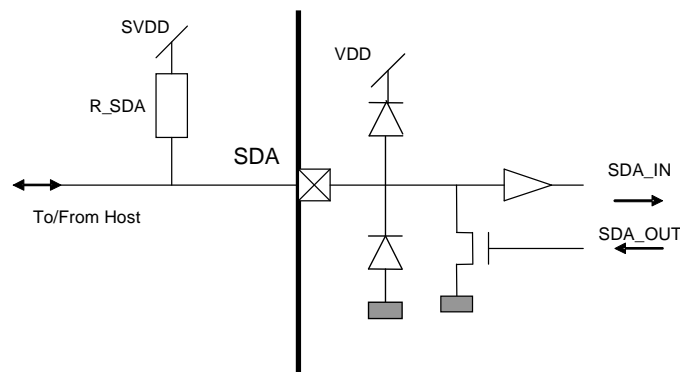 SVDD
VDD
R_SDA
SDA
SDA_IN
To/From Host
SDA_OUT